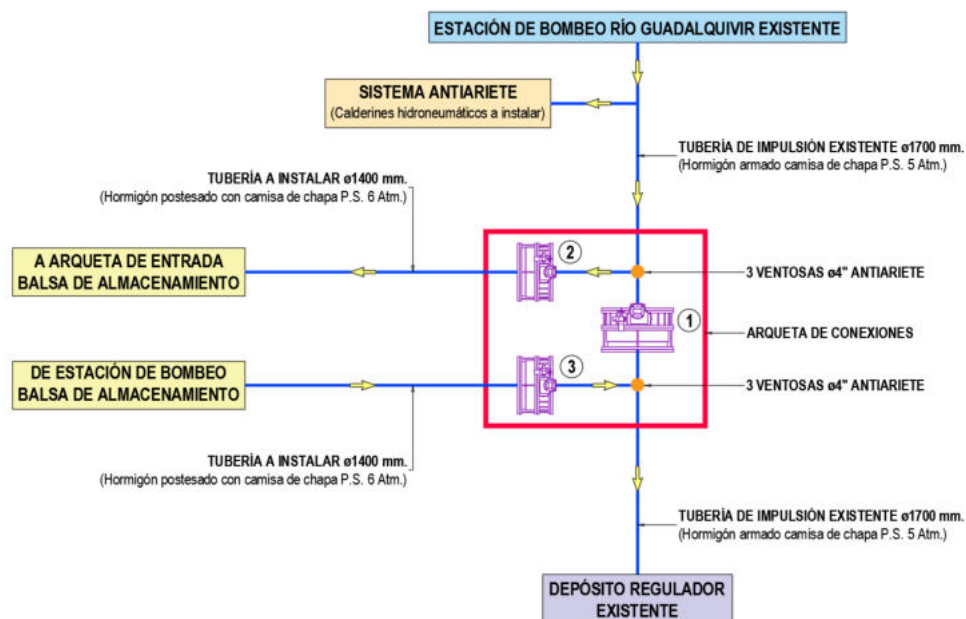 ESTACIÓN DE BOMBEO RÍO GUADALQUIVIR EXISTENTE
SISTEMA ANTIARIETE
(Calderines hidroneumáticos a instalar)
TUBERÍA DE IMPULSIÓN EXISTENTE ø1700 mm.
(Hormigón armado camisa de chapa P.S. 5 Atm.)
TUBERÍA A INSTALAR ø1400 mm.
(Hormigón postesado con camisa de chapa P.S. 6 Atm.)
A ARQUETA DE ENTRADA
BALSA DE ALMACENAMIENTO
2
3 VENTOSAS ø4" ANTIARIETE
1
ARQUETA DE CONEXIONES
DE ESTACIÓN DE BOMBEO
BALSA DE ALMACENAMIENTO
3
3 VENTOSAS ø4" ANTIARIETE
TUBERÍA A INSTALAR ø1400 mm.
(Hormigón postesado con camisa de chapa P.S. 6 Atm.)
TUBERÍA DE IMPULSIÓN EXISTENTE ø1700 mm.
(Hormigón armado camisa de chapa P.S. 5 Atm.)
DEPÓSITO REGULADOR
EXISTENTE